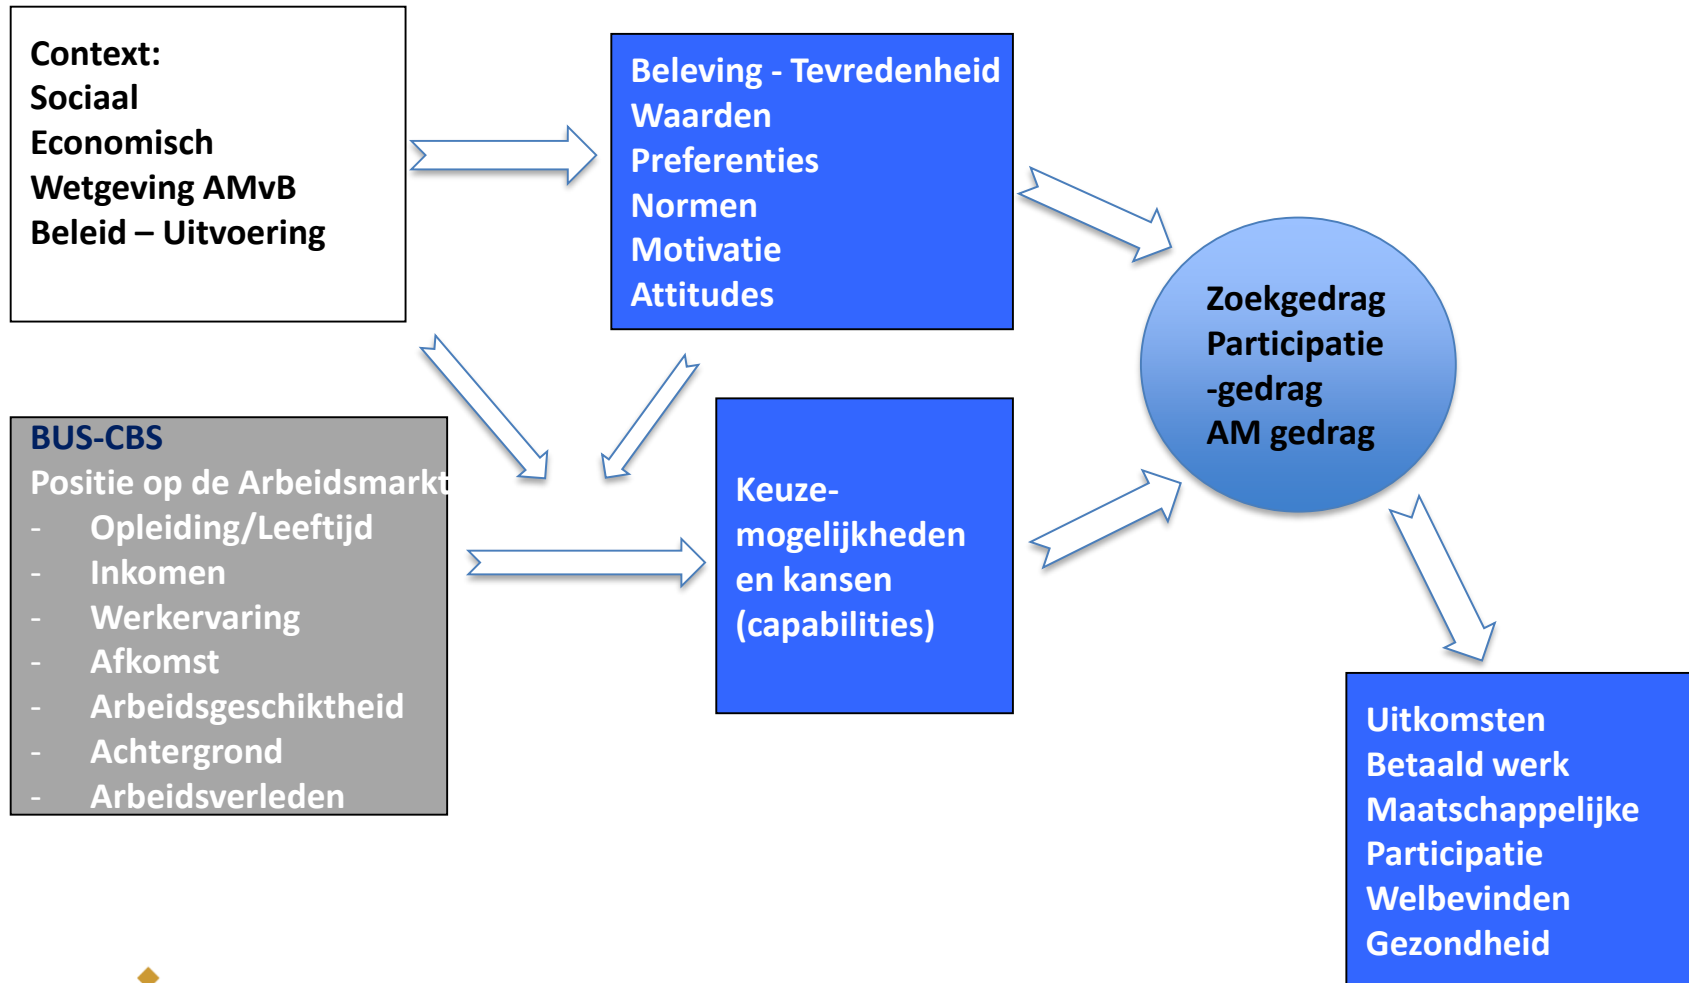 Context:
Sociaal
Economisch
Wetgeving AMvB
Beleid – Uitvoering
Beleving - Tevredenheid
Waarden
Preferenties
Normen
Motivatie
Attitudes
Zoekgedrag
Participatie
-gedrag
AM gedrag
BUS-CBS
Positie op de Arbeidsmarkt
- Opleiding/Leeftijd
- Inkomen
- Werkervaring
- Afkomst
- Arbeidsgeschiktheid
- Achtergrond
- Arbeidsverleden
Keuze-
mogelijkheden
en kansen
(capabilities)
Uitkomsten
Betaald werk
Maatschappelijke
Participatie
Welbevinden
Gezondheid